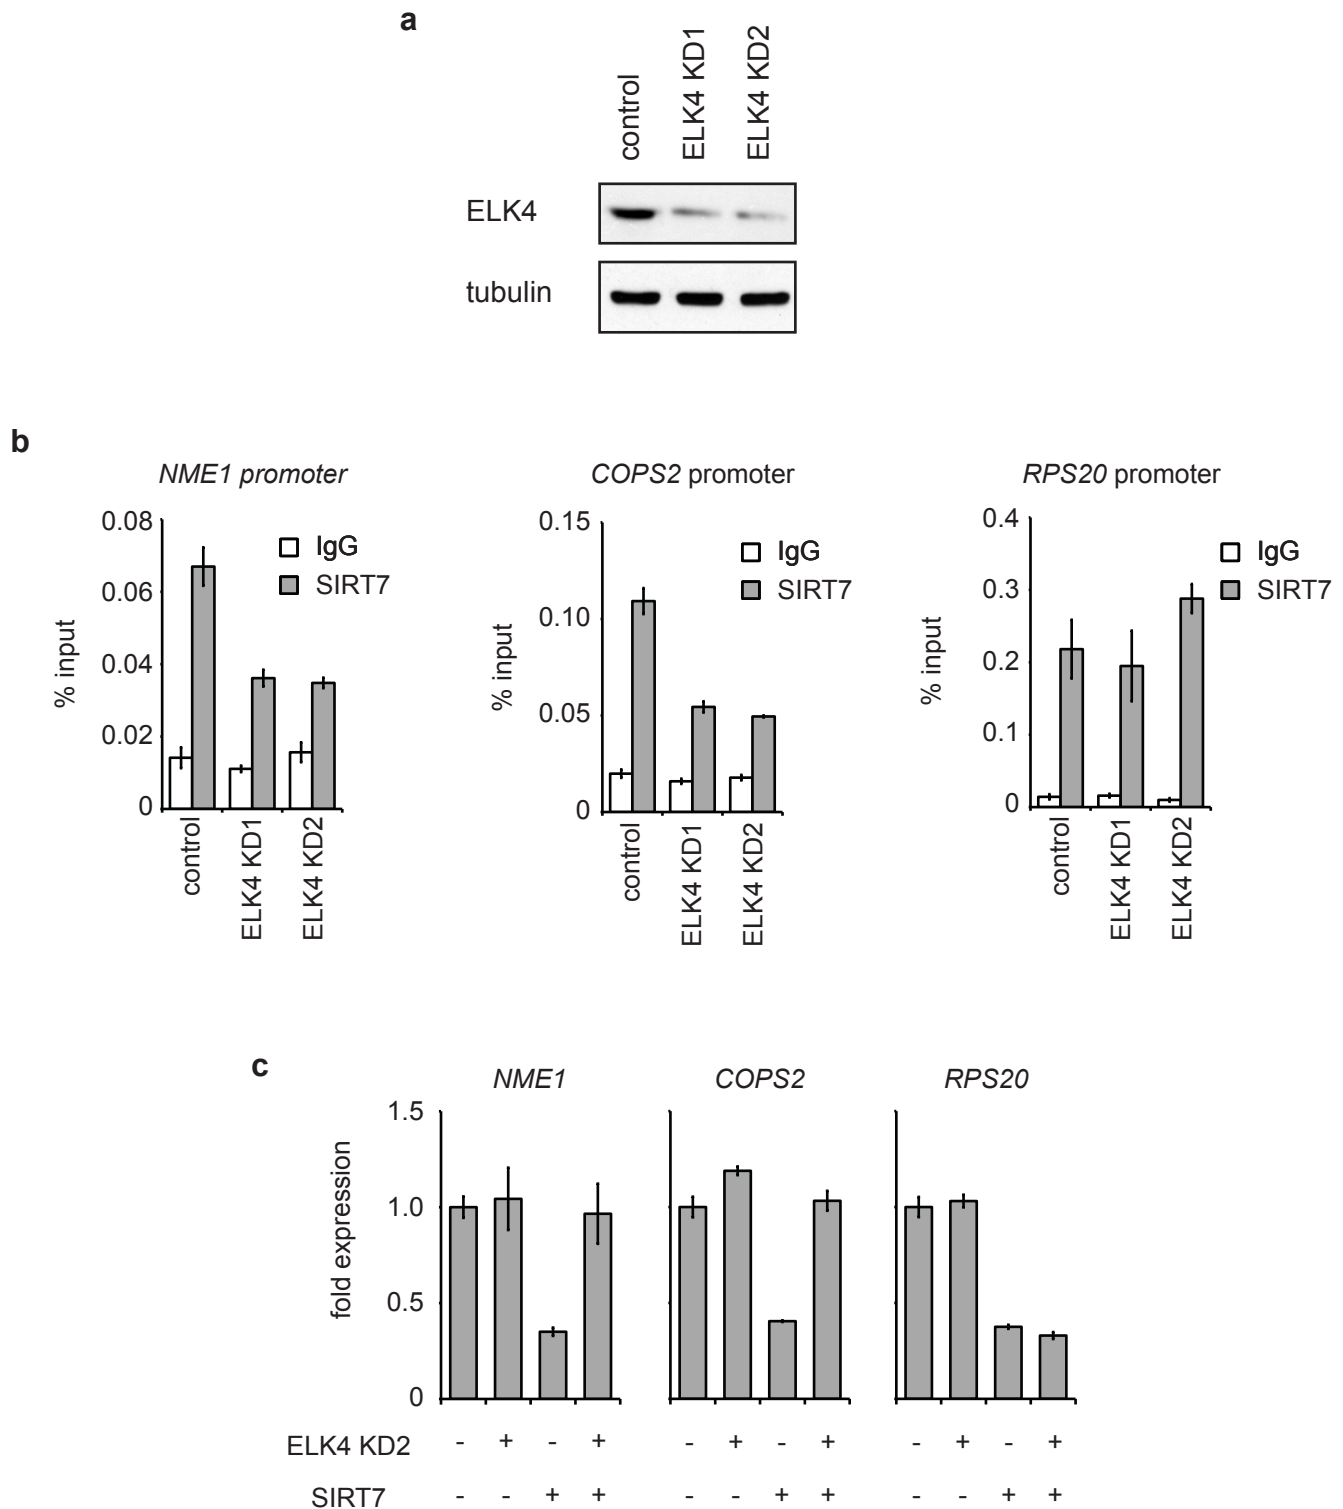 a
control
ELK4 KD1
ELK4 KD2
ELK4
tubulin
b
NME1 promoter
% input
0.08
0.06
0.04
0.02
0
IgG
SIRT7
control
ELK4 KD1
ELK4 KD2
COPS2 promoter
% input
0.15
0.10
0.05
0
IgG
SIRT7
control
ELK4 KD1
ELK4 KD2
RPS20 promoter
% input
0.4
0.3
0.2
0.1
0
IgG
SIRT7
control
ELK4 KD1
ELK4 KD2
c
NME1 COPS2 RPS20
fold expression
1.5
1.0
0.5
0
ELK4 KD2 - + - + - + - + - + - +
SIRT7 - - + + - - + + - - + +